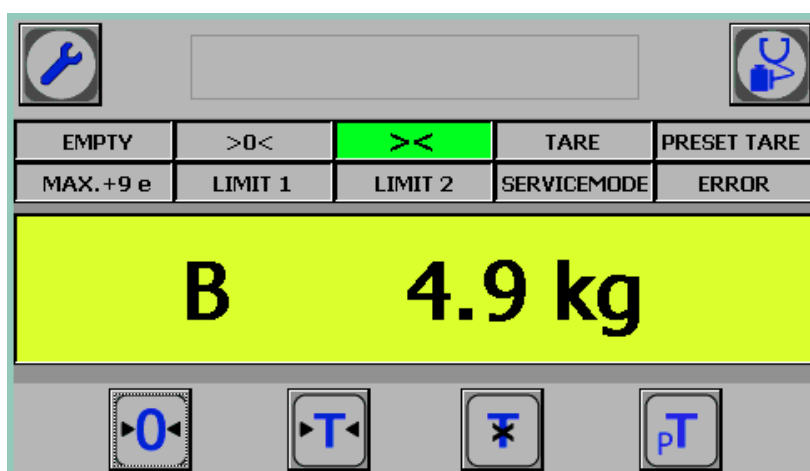 EMPTY >0< >< TARE PRESET TARE
MAX.+9 e LIMIT 1 LIMIT 2 SERVICEMODE ERROR
B 4.9 kg
0 T T pT